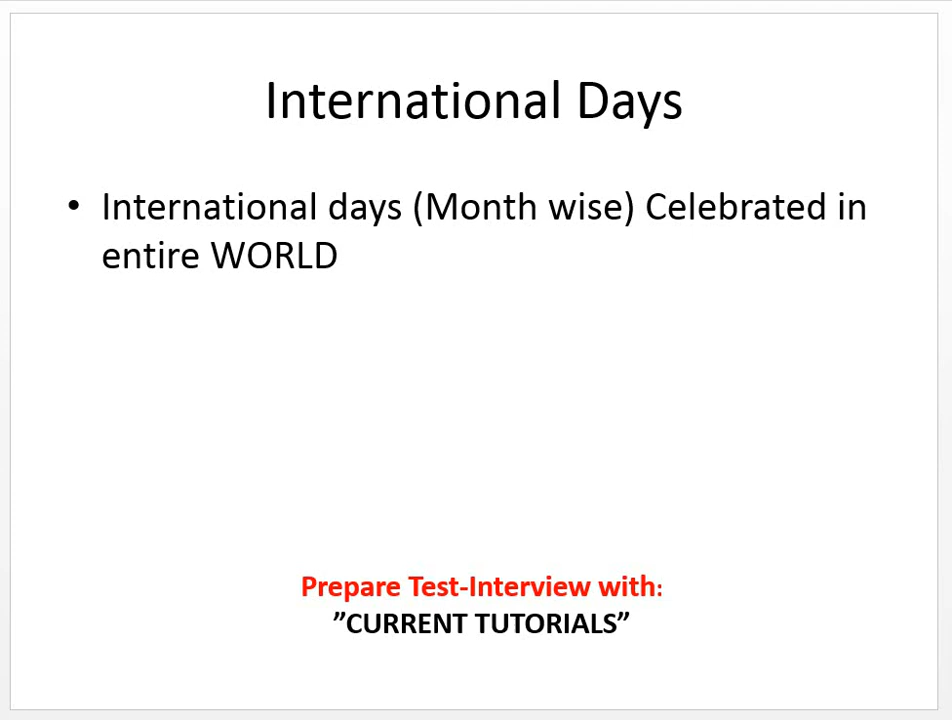 International Days
• International days (Month wise) Celebrated in
entire WORLD
Prepare Test-Interview with:
”CURRENT TUTORIALS”